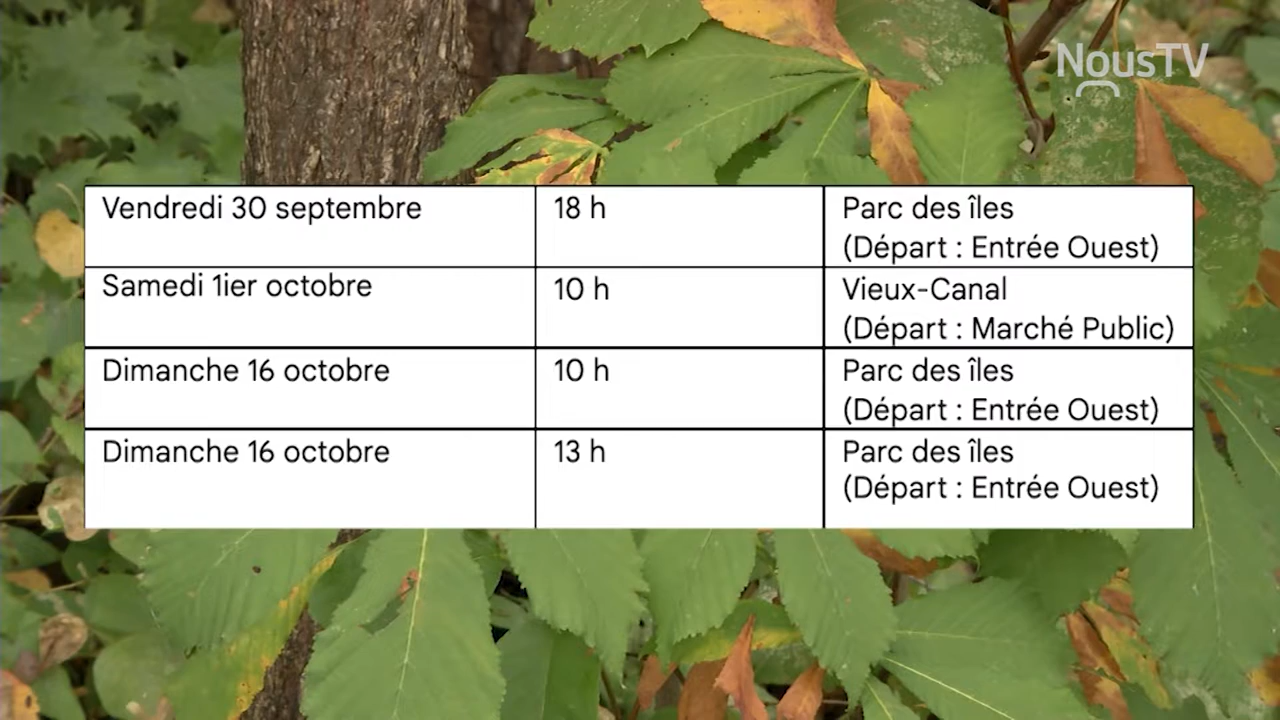 NousTV
Vendredi 30 septembre 18 h Parc des îles
(Départ : Entrée Ouest)
Samedi 1ier octobre 10 h Vieux-Canal
(Départ : Marché Public)
Dimanche 16 octobre 10 h Parc des îles
(Départ : Entrée Ouest)
Dimanche 16 octobre 13 h Parc des îles
(Départ : Entrée Ouest)